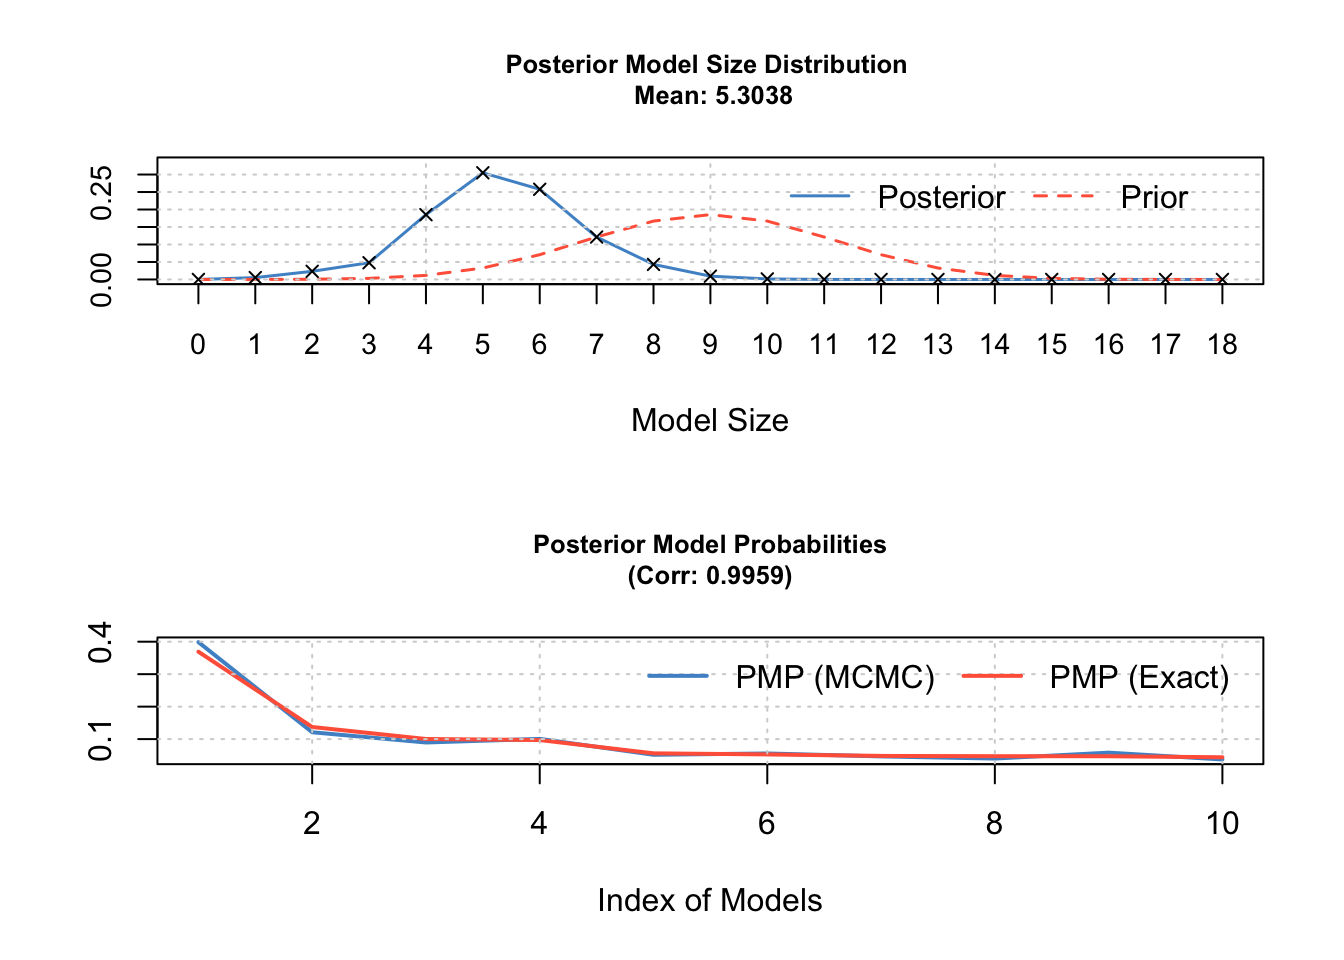 Posterior Model Size Distribution
Mean: 5.3038
0.25
0.00
Posterior Prior
0 1 2 3 4 5 6 7 8 9 10 11 12 13 14 15 16 17 18
Model Size
Posterior Model Probabilities
(Corr: 0.9959)
0.4
0.1
PMP (MCMC) PMP (Exact)
2 4 6 8 10
Index of Models